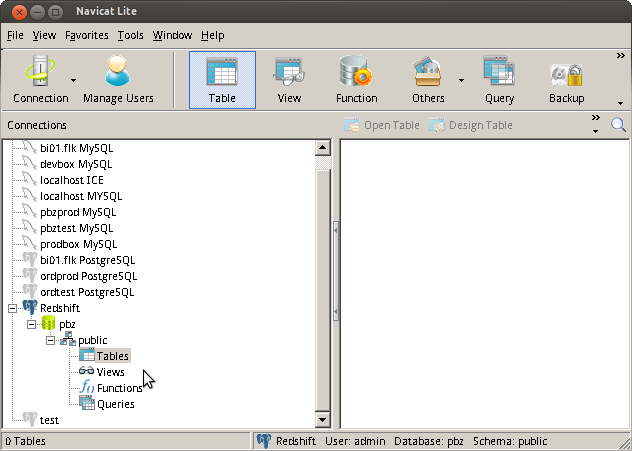 Navicat Lite
File View Favorites Tools Window Help
Connection Manage Users Table View Function Others Query Backup
Connections Open Table Design Table
bi01.flk MySQL
devbox MySQL
localhost ICE
localhost MYSQL
pbzprod MySQL
pbztest MySQL
prodbox MySQL
bi01.flk PostgreSQL
ordprod PostgreSQL
ordtest PostgreSQL
Redshift
pbz
public
Tables
Views
Functions
Queries
test
0 Tables Redshift User: admin Database: pbz Schema: public